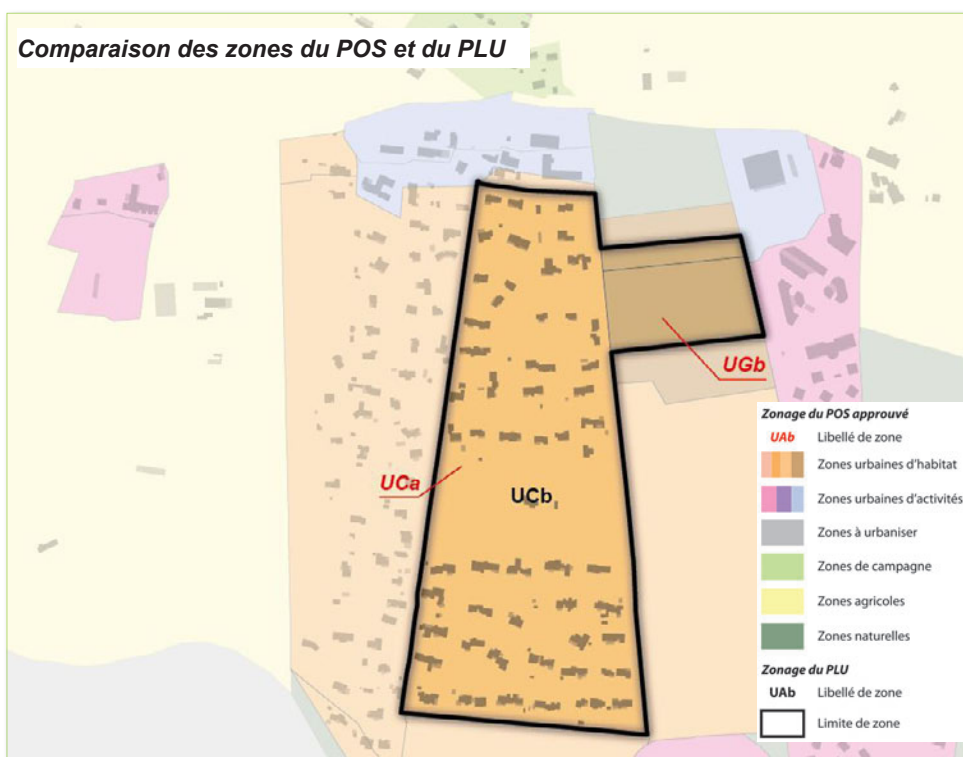 Comparaison des zones du POS et du PLU
UGb
UCa
UCb
Zonage du POS approuvé
UAb Libellé de zone
Zones urbaines d'habitat
Zones urbaines d'activités
Zones à urbaniser
Zones de campagne
Zones agricoles
Zones naturelles
Zonage du PLU
UAb Libellé de zone
Limite de zone